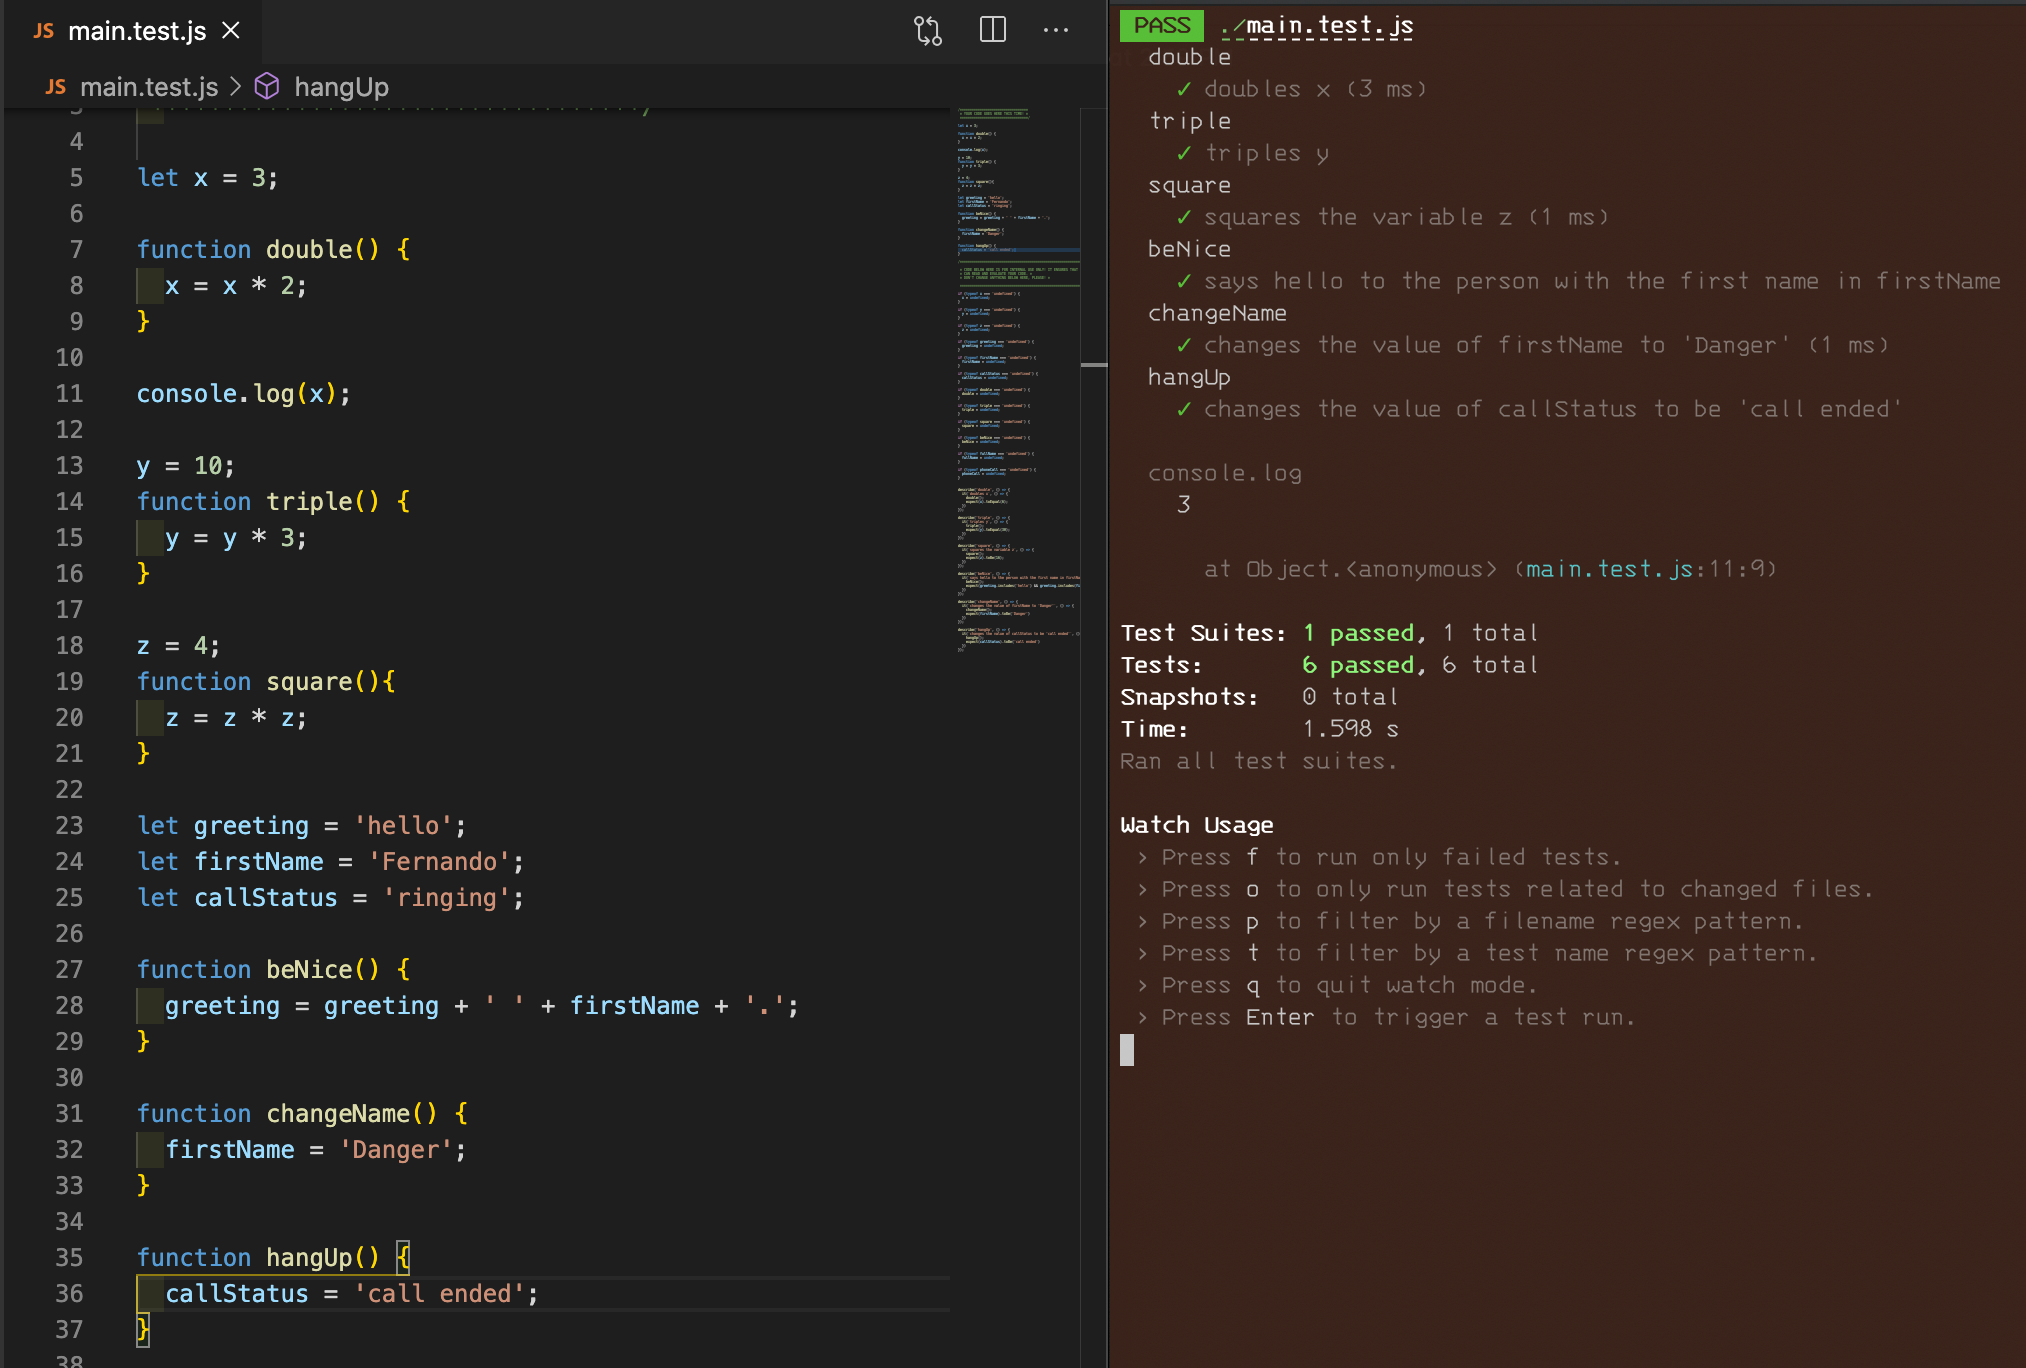 JS main.test.js
JS main.test.js > hangUp
3
4
5 let x = 3;
6
7 function double() {
8 x = x * 2;
9 }
10
11 console.log(x);
12
13 y = 10;
14 function triple() {
15 y = y * 3;
16 }
17
18 z = 4;
19 function square(){
20 z = z * z;
21 }
22
23 let greeting = 'hello';
24 let firstName = 'Fernando';
25 let callStatus = 'ringing';
26
27 function beNice() {
28 greeting = greeting + ' ' + firstName + '.';
29 }
30
31 function changeName() {
32 firstName = 'Danger';
33 }
34
35 function hangUp() {
36 callStatus = 'call ended';
37 }
38
PASS ./main.test.js
double
✓ doubles x (3 ms)
triple
✓ triples y
square
✓ squares the variable z (1 ms)
beNice
✓ says hello to the person with the first name in firstName
changeName
✓ changes the value of firstName to 'Danger' (1 ms)
hangUp
✓ changes the value of callStatus to be 'call ended'
console.log
3
at Object.<anonymous> (main.test.js:11:9)
Test Suites: 1 passed, 1 total
Tests: 6 passed, 6 total
Snapshots: 0 total
Time: 1.598 s
Ran all test suites.
Watch Usage
› Press f to run only failed tests.
› Press o to only run tests related to changed files.
› Press p to filter by a filename regex pattern.
› Press t to filter by a test name regex pattern.
› Press q to quit watch mode.
› Press Enter to trigger a test run.